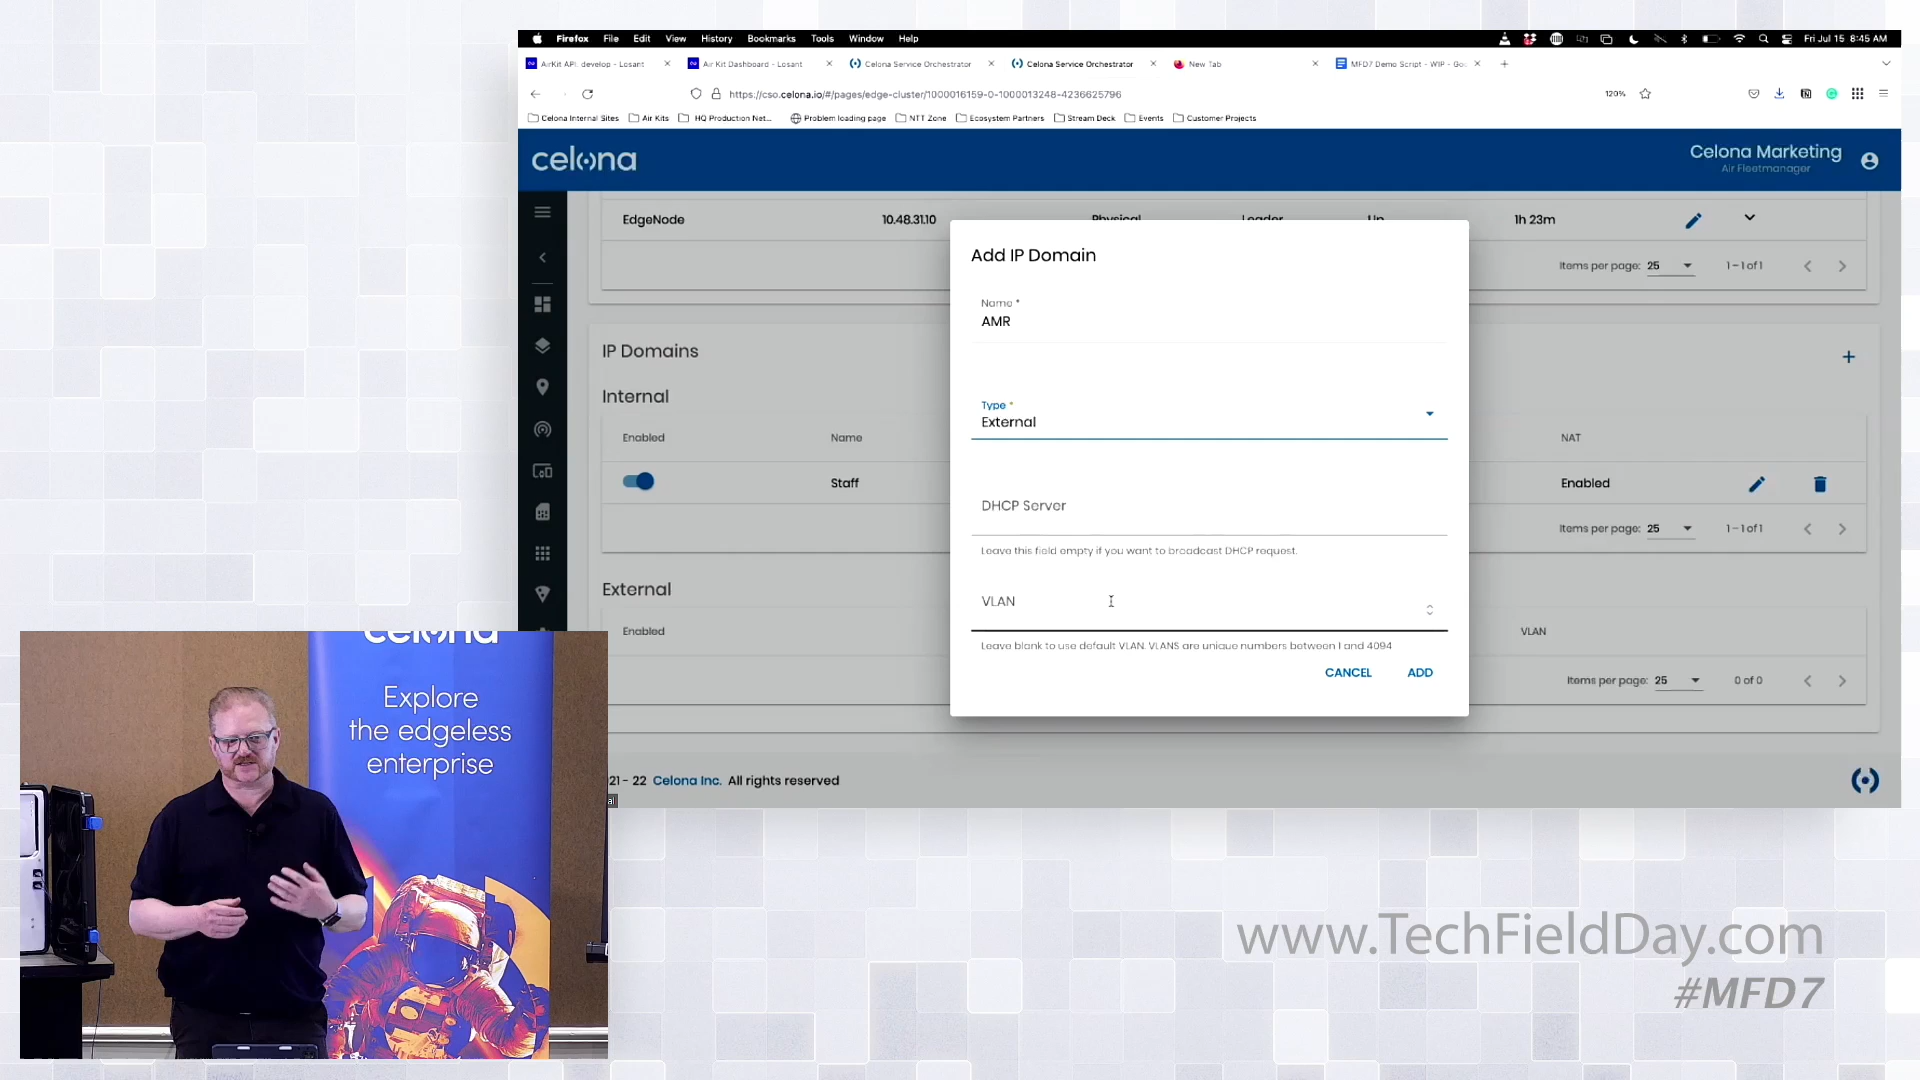 Firefox File Edit View History Bookmarks Tools Window Help Fri Jul 15 8:45 AM
AirKit API: develop - Losant Air Kit Dashboard - Losant Celona Service Orchestrator Celona Service Orchestrator New Tab MFD7 Demo Script - WIP - Goo
https://cso.celona.io/#/pages/edge-cluster/1000016159-0-1000013248-4236625796 120%
Celona Internal Sites Air Kits HQ Production Net... Problem loading page NTT Zone Ecosystem Partners Stream Deck Events Customer Projects
celona
Celona Marketing
Air Fleetmanager
EdgeNode 10.48.31.10 Physical Leader Up 1h 23m
Items per page: 25 1 – 1 of 1
Add IP Domain
Name *
AMR
IP Domains
Internal
Type *
External
Enabled Name NAT
Staff Enabled
DHCP Server
Items per page: 25 1 – 1 of 1
Leave this field empty if you want to broadcast DHCP request.
External
VLAN
Enabled VLAN
Leave blank to use default VLAN. VLANS are unique numbers between 1 and 4094
CANCEL ADD
Items per page: 25 0 of 0
21 - 22 Celona Inc. All rights reserved
celona
Explore
the edgeless
enterprise
www.TechFieldDay.com
#MFD7